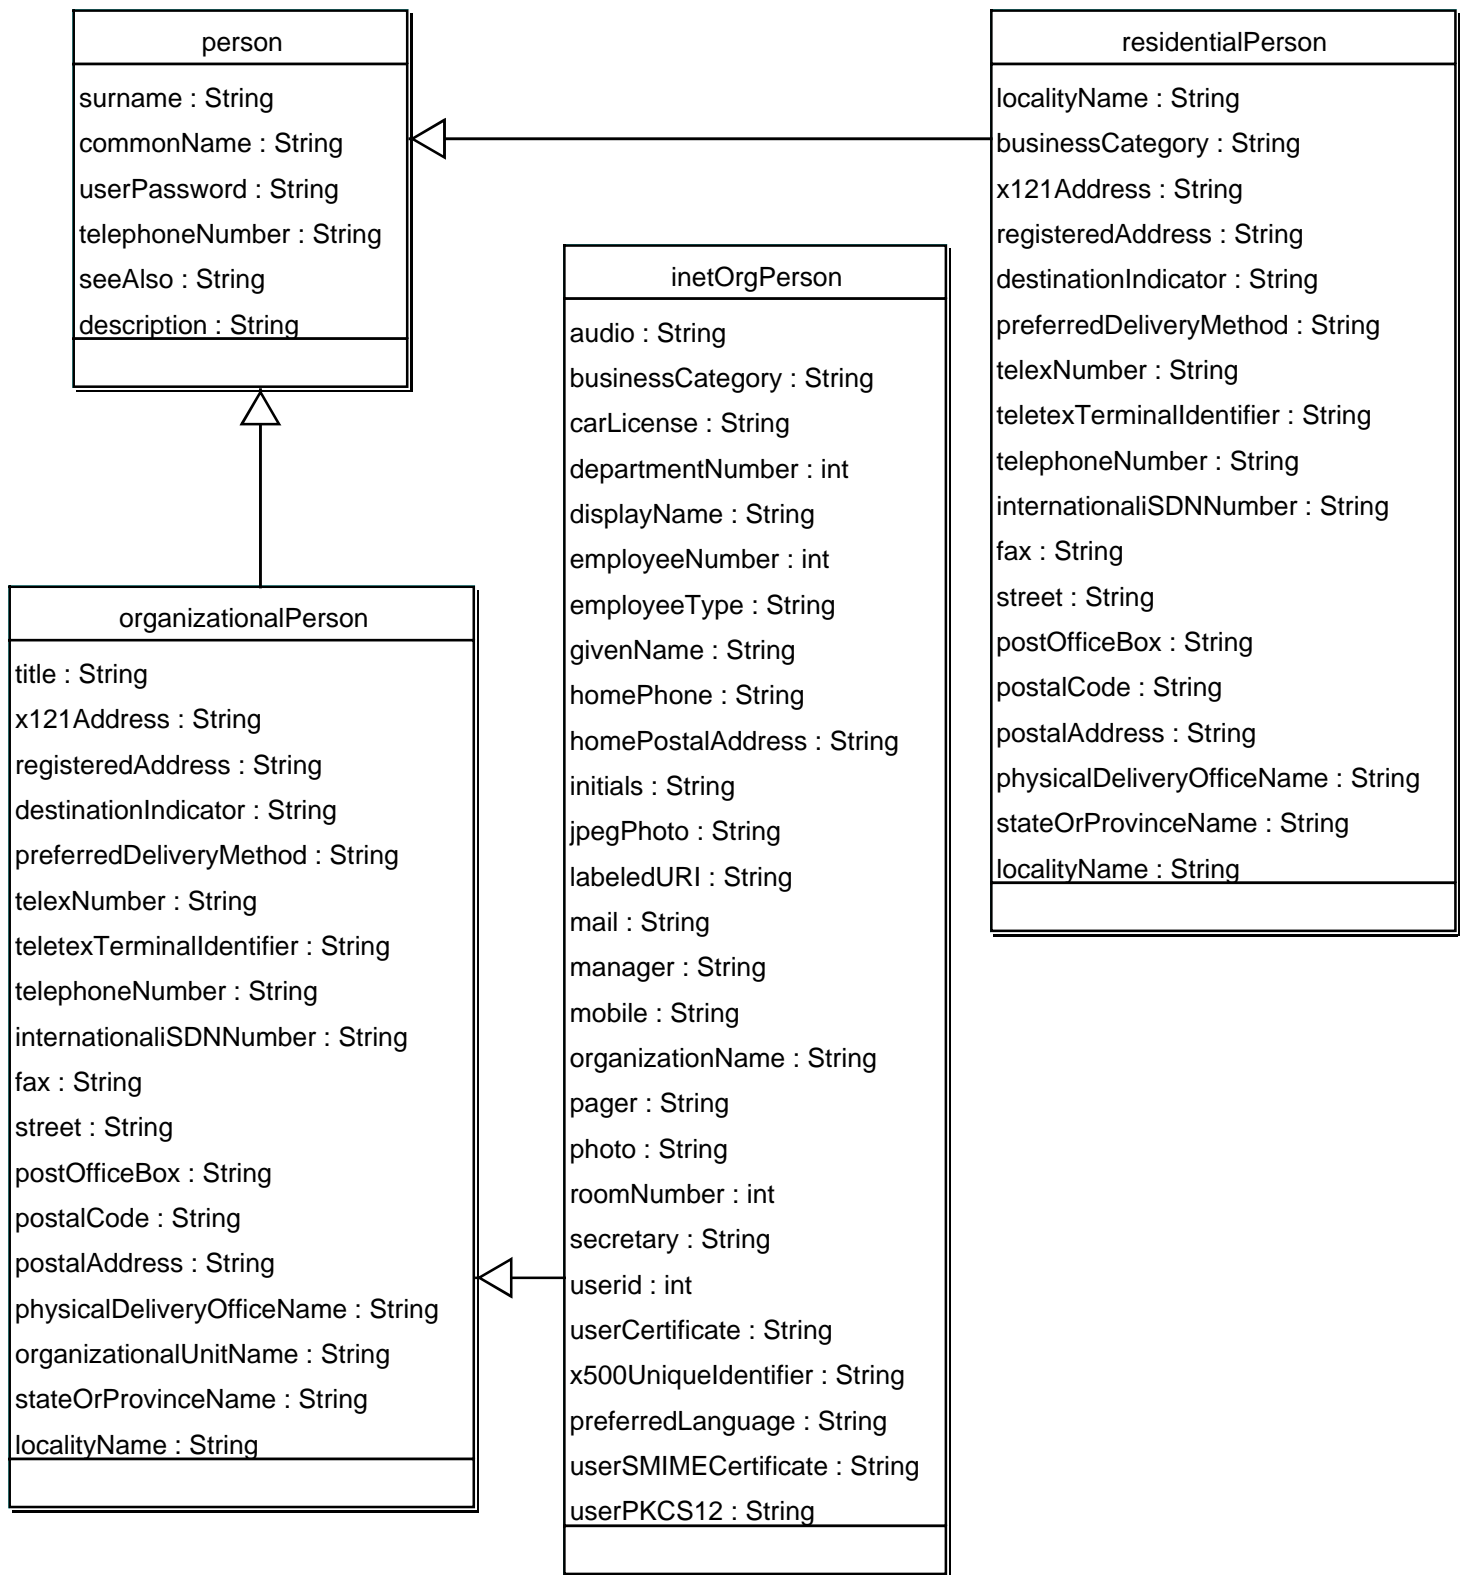 person
surname : String
commonName : String
userPassword : String
telephoneNumber : String
seeAlso : String
description : String
residentialPerson
localityName : String
businessCategory : String
x121Address : String
registeredAddress : String
destinationIndicator : String
preferredDeliveryMethod : String
telexNumber : String
teletexTerminalIdentifier : String
telephoneNumber : String
internationaliSDNNumber : String
fax : String
street : String
postOfficeBox : String
postalCode : String
postalAddress : String
physicalDeliveryOfficeName : String
stateOrProvinceName : String
localityName : String
inetOrgPerson
audio : String
businessCategory : String
carLicense : String
departmentNumber : int
displayName : String
employeeNumber : int
employeeType : String
givenName : String
homePhone : String
homePostalAddress : String
initials : String
jpegPhoto : String
labeledURI : String
mail : String
manager : String
mobile : String
organizationName : String
pager : String
photo : String
roomNumber : int
secretary : String
userid : int
userCertificate : String
x500UniqueIdentifier : String
preferredLanguage : String
userSMIMECertificate : String
userPKCS12 : String
organizationalPerson
title : String
x121Address : String
registeredAddress : String
destinationIndicator : String
preferredDeliveryMethod : String
telexNumber : String
teletexTerminalIdentifier : String
telephoneNumber : String
internationaliSDNNumber : String
fax : String
street : String
postOfficeBox : String
postalCode : String
postalAddress : String
physicalDeliveryOfficeName : String
organizationalUnitName : String
stateOrProvinceName : String
localityName : String